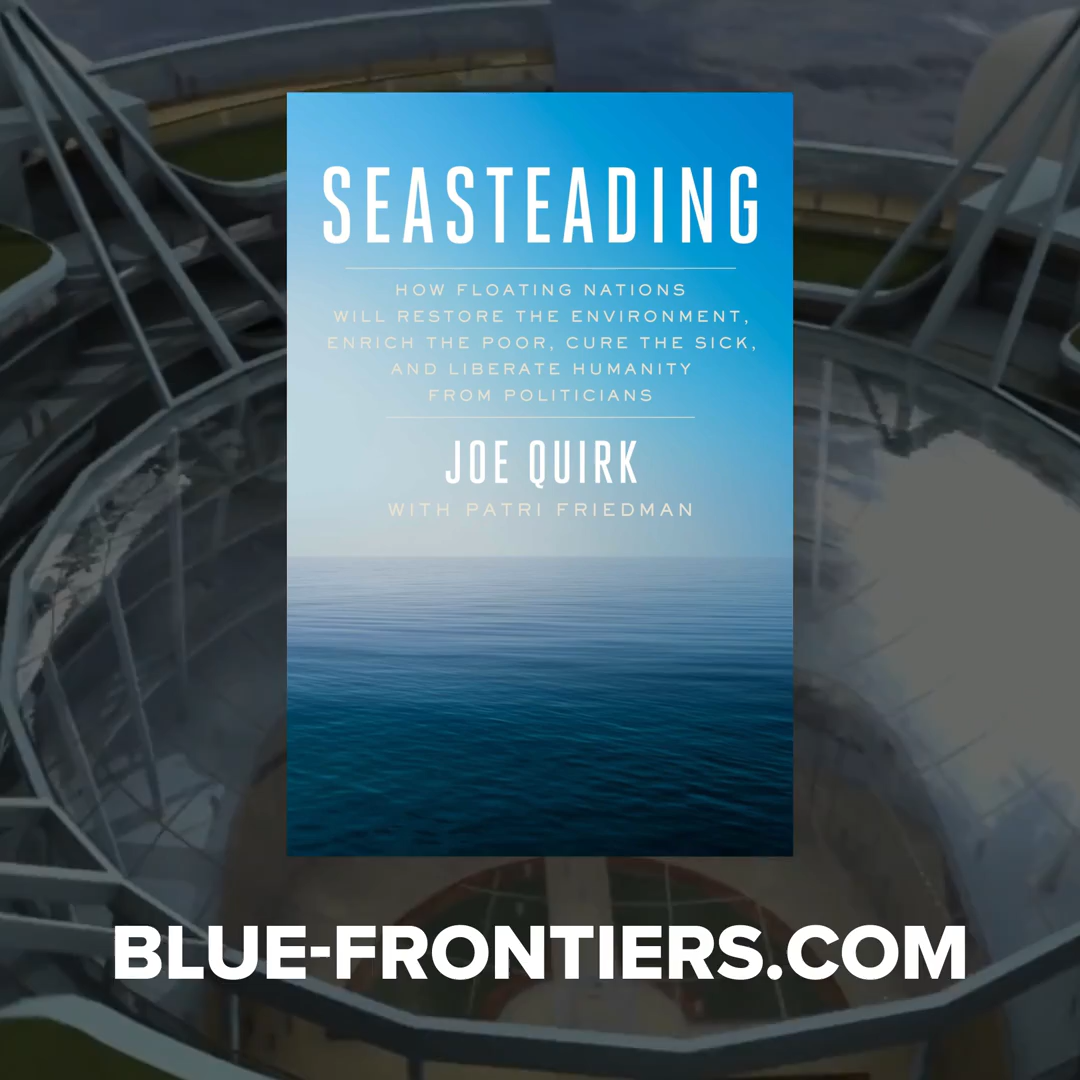 SEASTEADING
HOW FLOATING NATIONS
WILL RESTORE THE ENVIRONMENT,
ENRICH THE POOR, CURE THE SICK,
AND LIBERATE HUMANITY
FROM POLITICIANS
JOE QUIRK
WITH PATRI FRIEDMAN
BLUE-FRONTIERS.COM